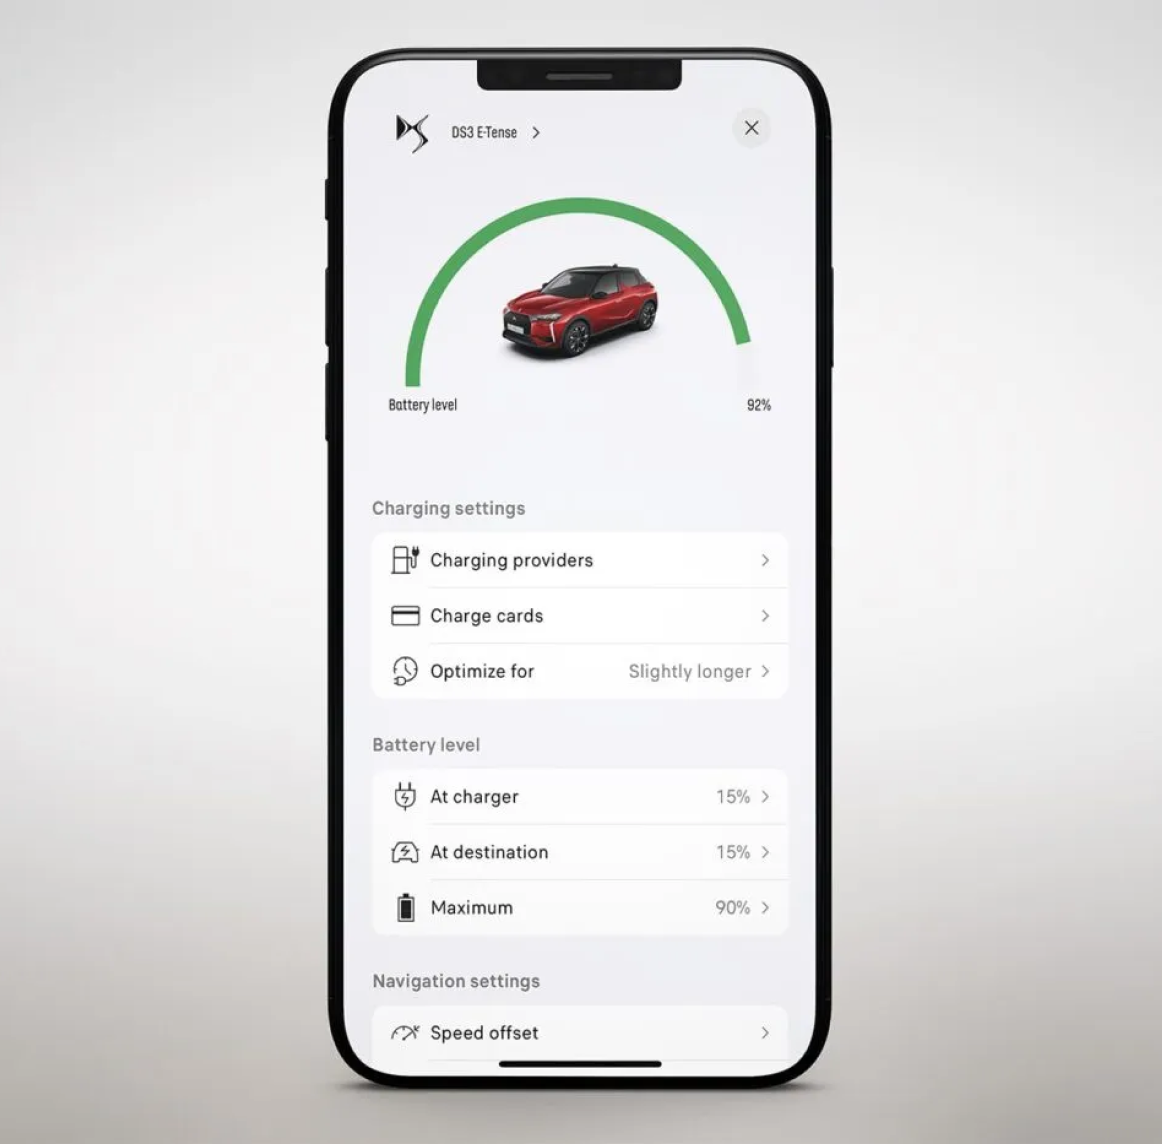 DS3 E-Tense
Battery level 92%
Charging settings
Charging providers
Charge cards
Optimize for Slightly longer
Battery level
At charger 15%
At destination 15%
Maximum 90%
Navigation settings
Speed offset